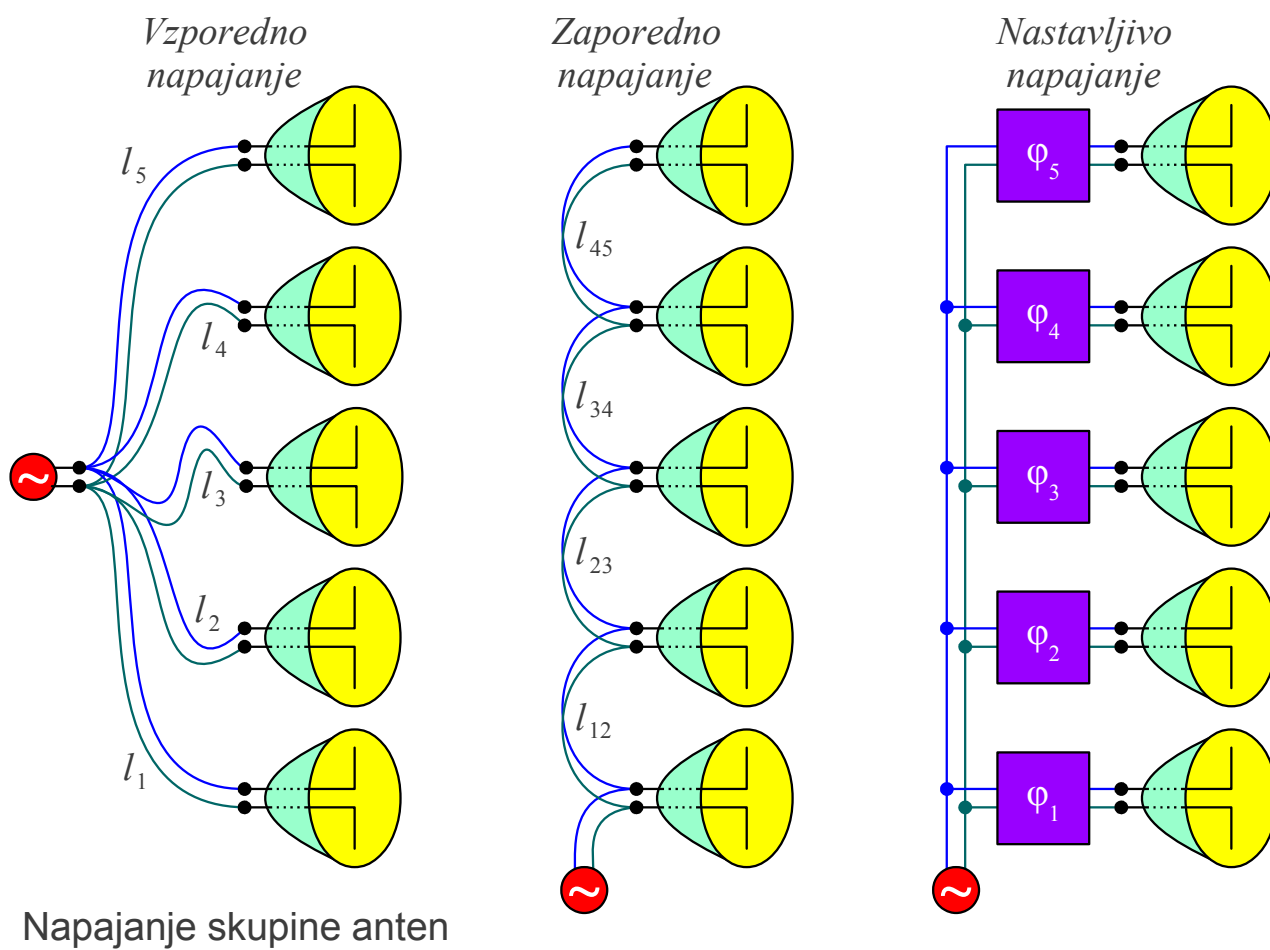 Vzporedno
napajanje
Zaporedno
napajanje
Nastavljivo
napajanje
l5
l4
l3
l2
l1
l45
l34
l23
l12
φ5
φ4
φ3
φ2
φ1
~
~
~
Napajanje skupine anten